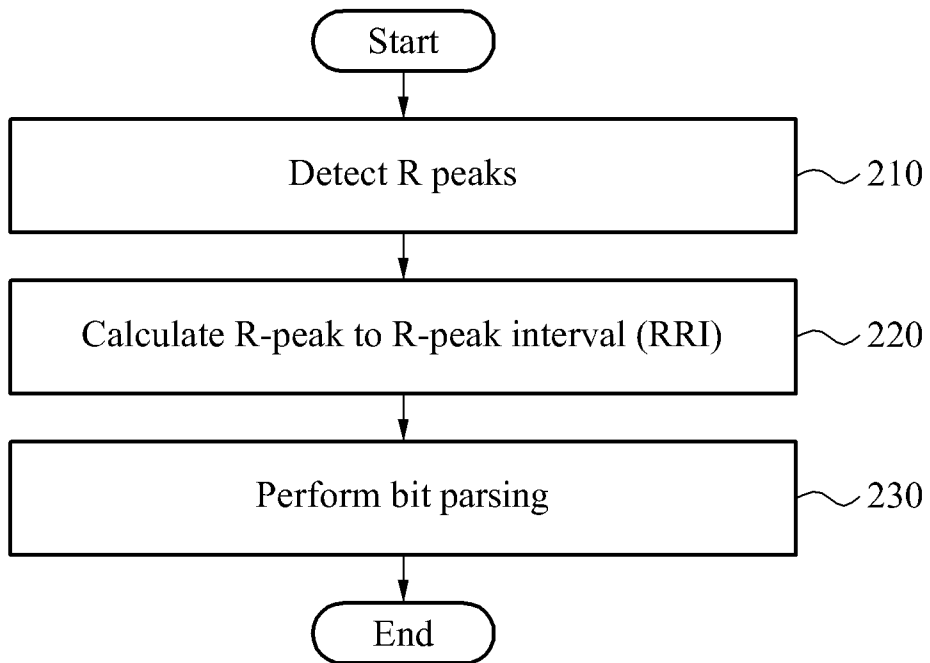 Start
Detect R peaks
210
Calculate R-peak to R-peak interval (RRI)
220
Perform bit parsing
230
End